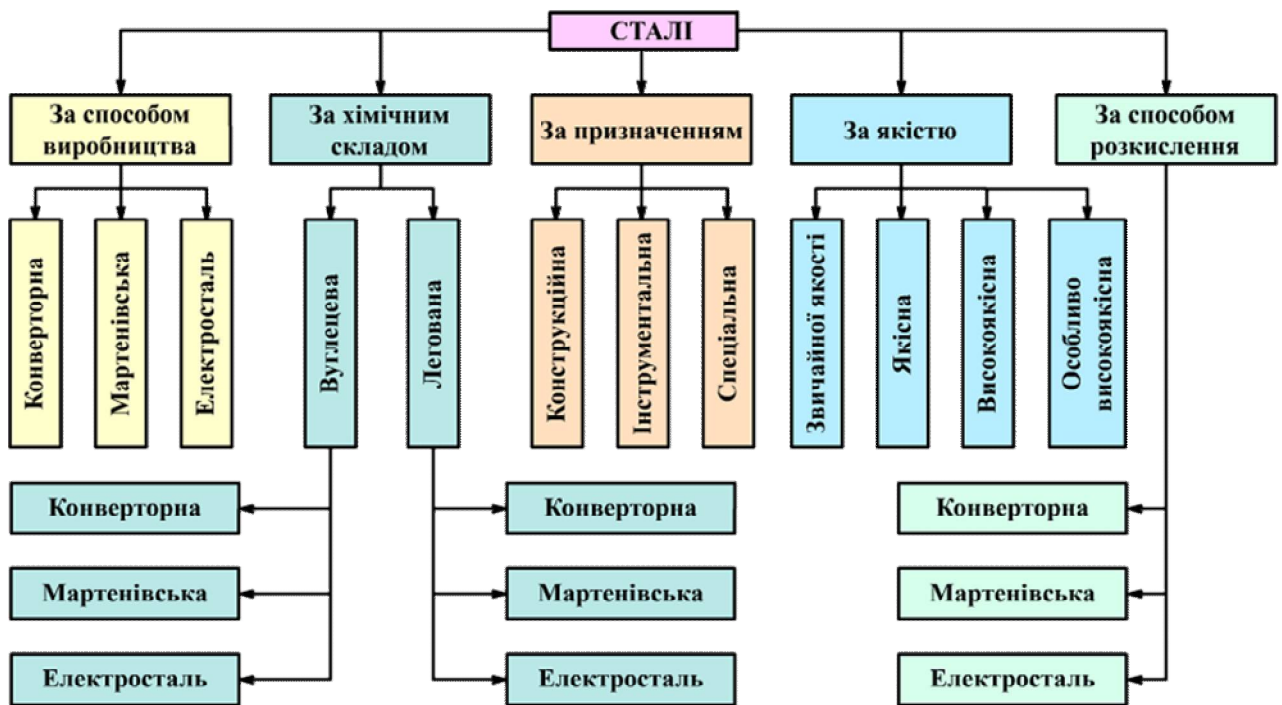 СТАЛІ
За способом
виробництва
За хімічним
складом
За призначенням
За якістю
За способом
розкислення
Конверторна
Мартенівська
Електросталь
Вуглецева
Легована
Конструкційна
Інструментальна
Спеціальна
Звичайної якості
Якісна
Високоякісна
Особливо
високоякісна
Конверторна
Конверторна
Конверторна
Мартенівська
Мартенівська
Мартенівська
Електросталь
Електросталь
Електросталь